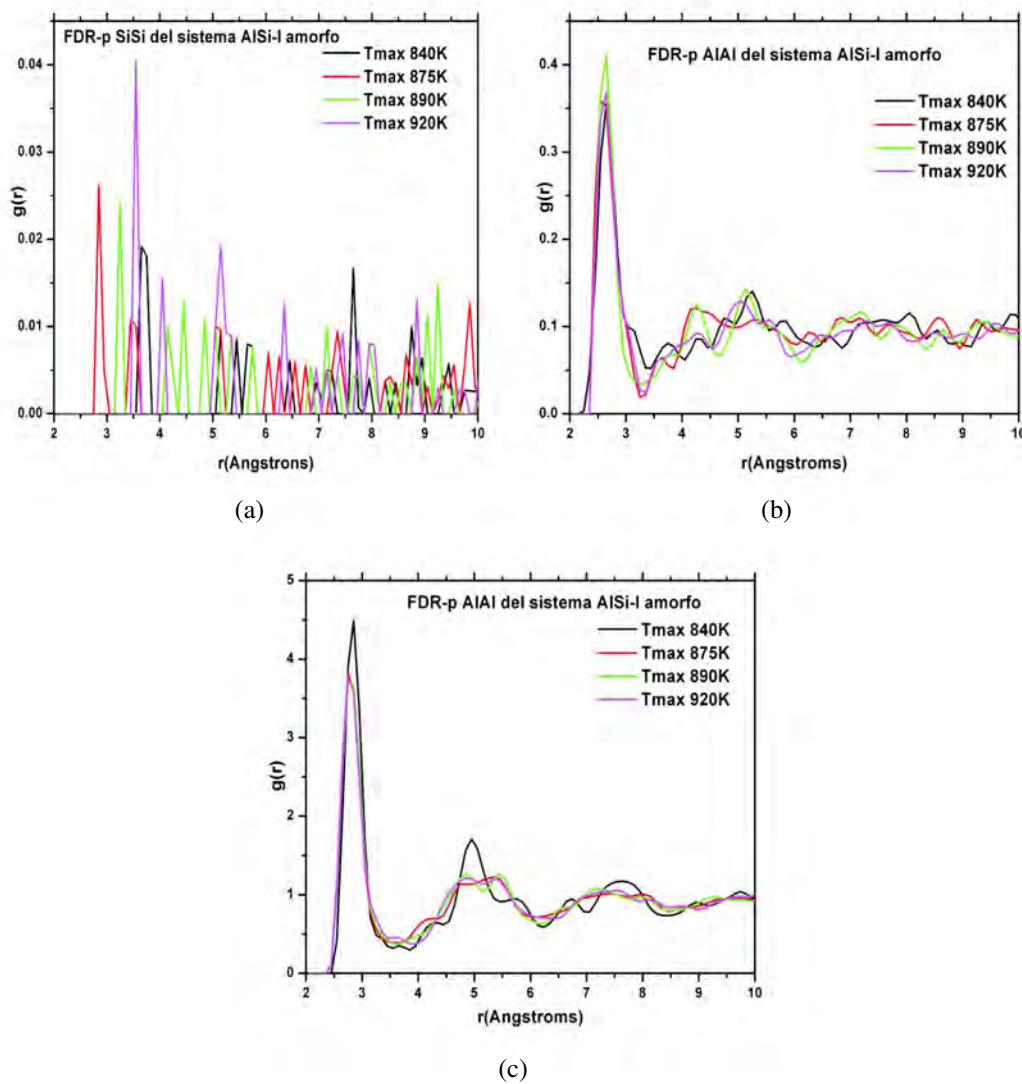 FDR-p SiSi del sistema AlSi-I amorfo
Tmax 840K
Tmax 875K
Tmax 890K
Tmax 920K
0.04
0.03
0.02
0.01
0.00
g(r)
2 3 4 5 6 7 8 9 10
r(Angstrons)
(a)
FDR-p AlAl del sistema AlSi-I amorfo
Tmax 840K
Tmax 875K
Tmax 890K
Tmax 920K
0.4
0.3
0.2
0.1
0.0
g(r)
2 3 4 5 6 7 8 9 10
r(Angstroms)
(b)
FDR-p AlAl del sistema AlSi-I amorfo
Tmax 840K
Tmax 875K
Tmax 890K
Tmax 920K
5
4
3
2
1
0
g(r)
2 3 4 5 6 7 8 9 10
r(Angstroms)
(c)